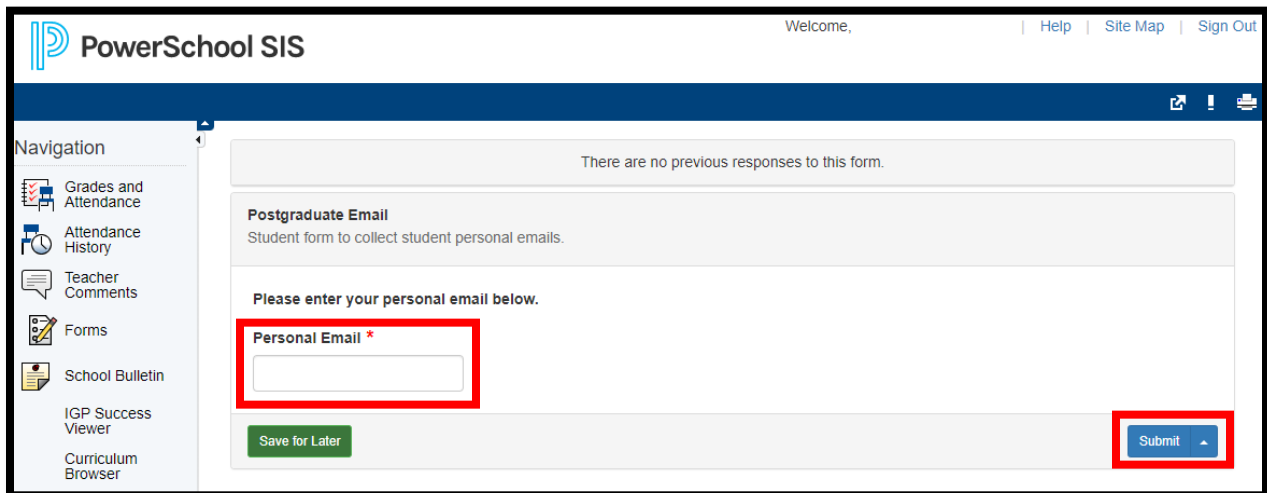 PowerSchool SIS
Welcome, | Help | Site Map | Sign Out
Navigation
Grades and
Attendance
Attendance
History
Teacher
Comments
Forms
School Bulletin
IGP Success
Viewer
Curriculum
Browser
There are no previous responses to this form.
Postgraduate Email
Student form to collect student personal emails.
Please enter your personal email below.
Personal Email *
Save for Later
Submit